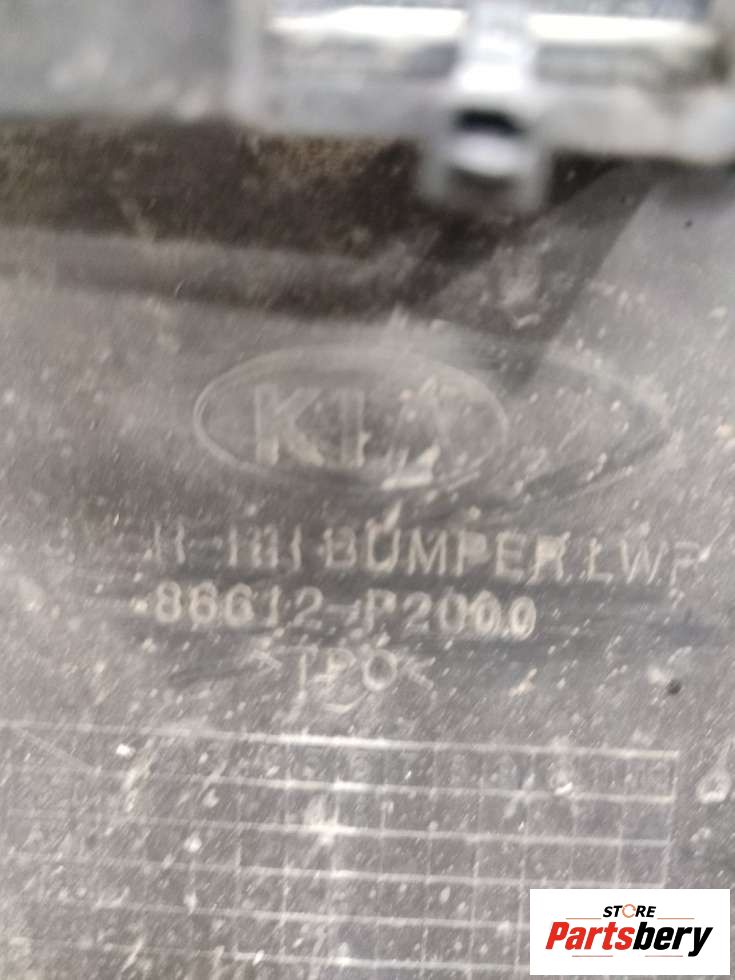 KIA
BUMPER LWR
86612-P2000
>TPO<
STORE
Partsbery